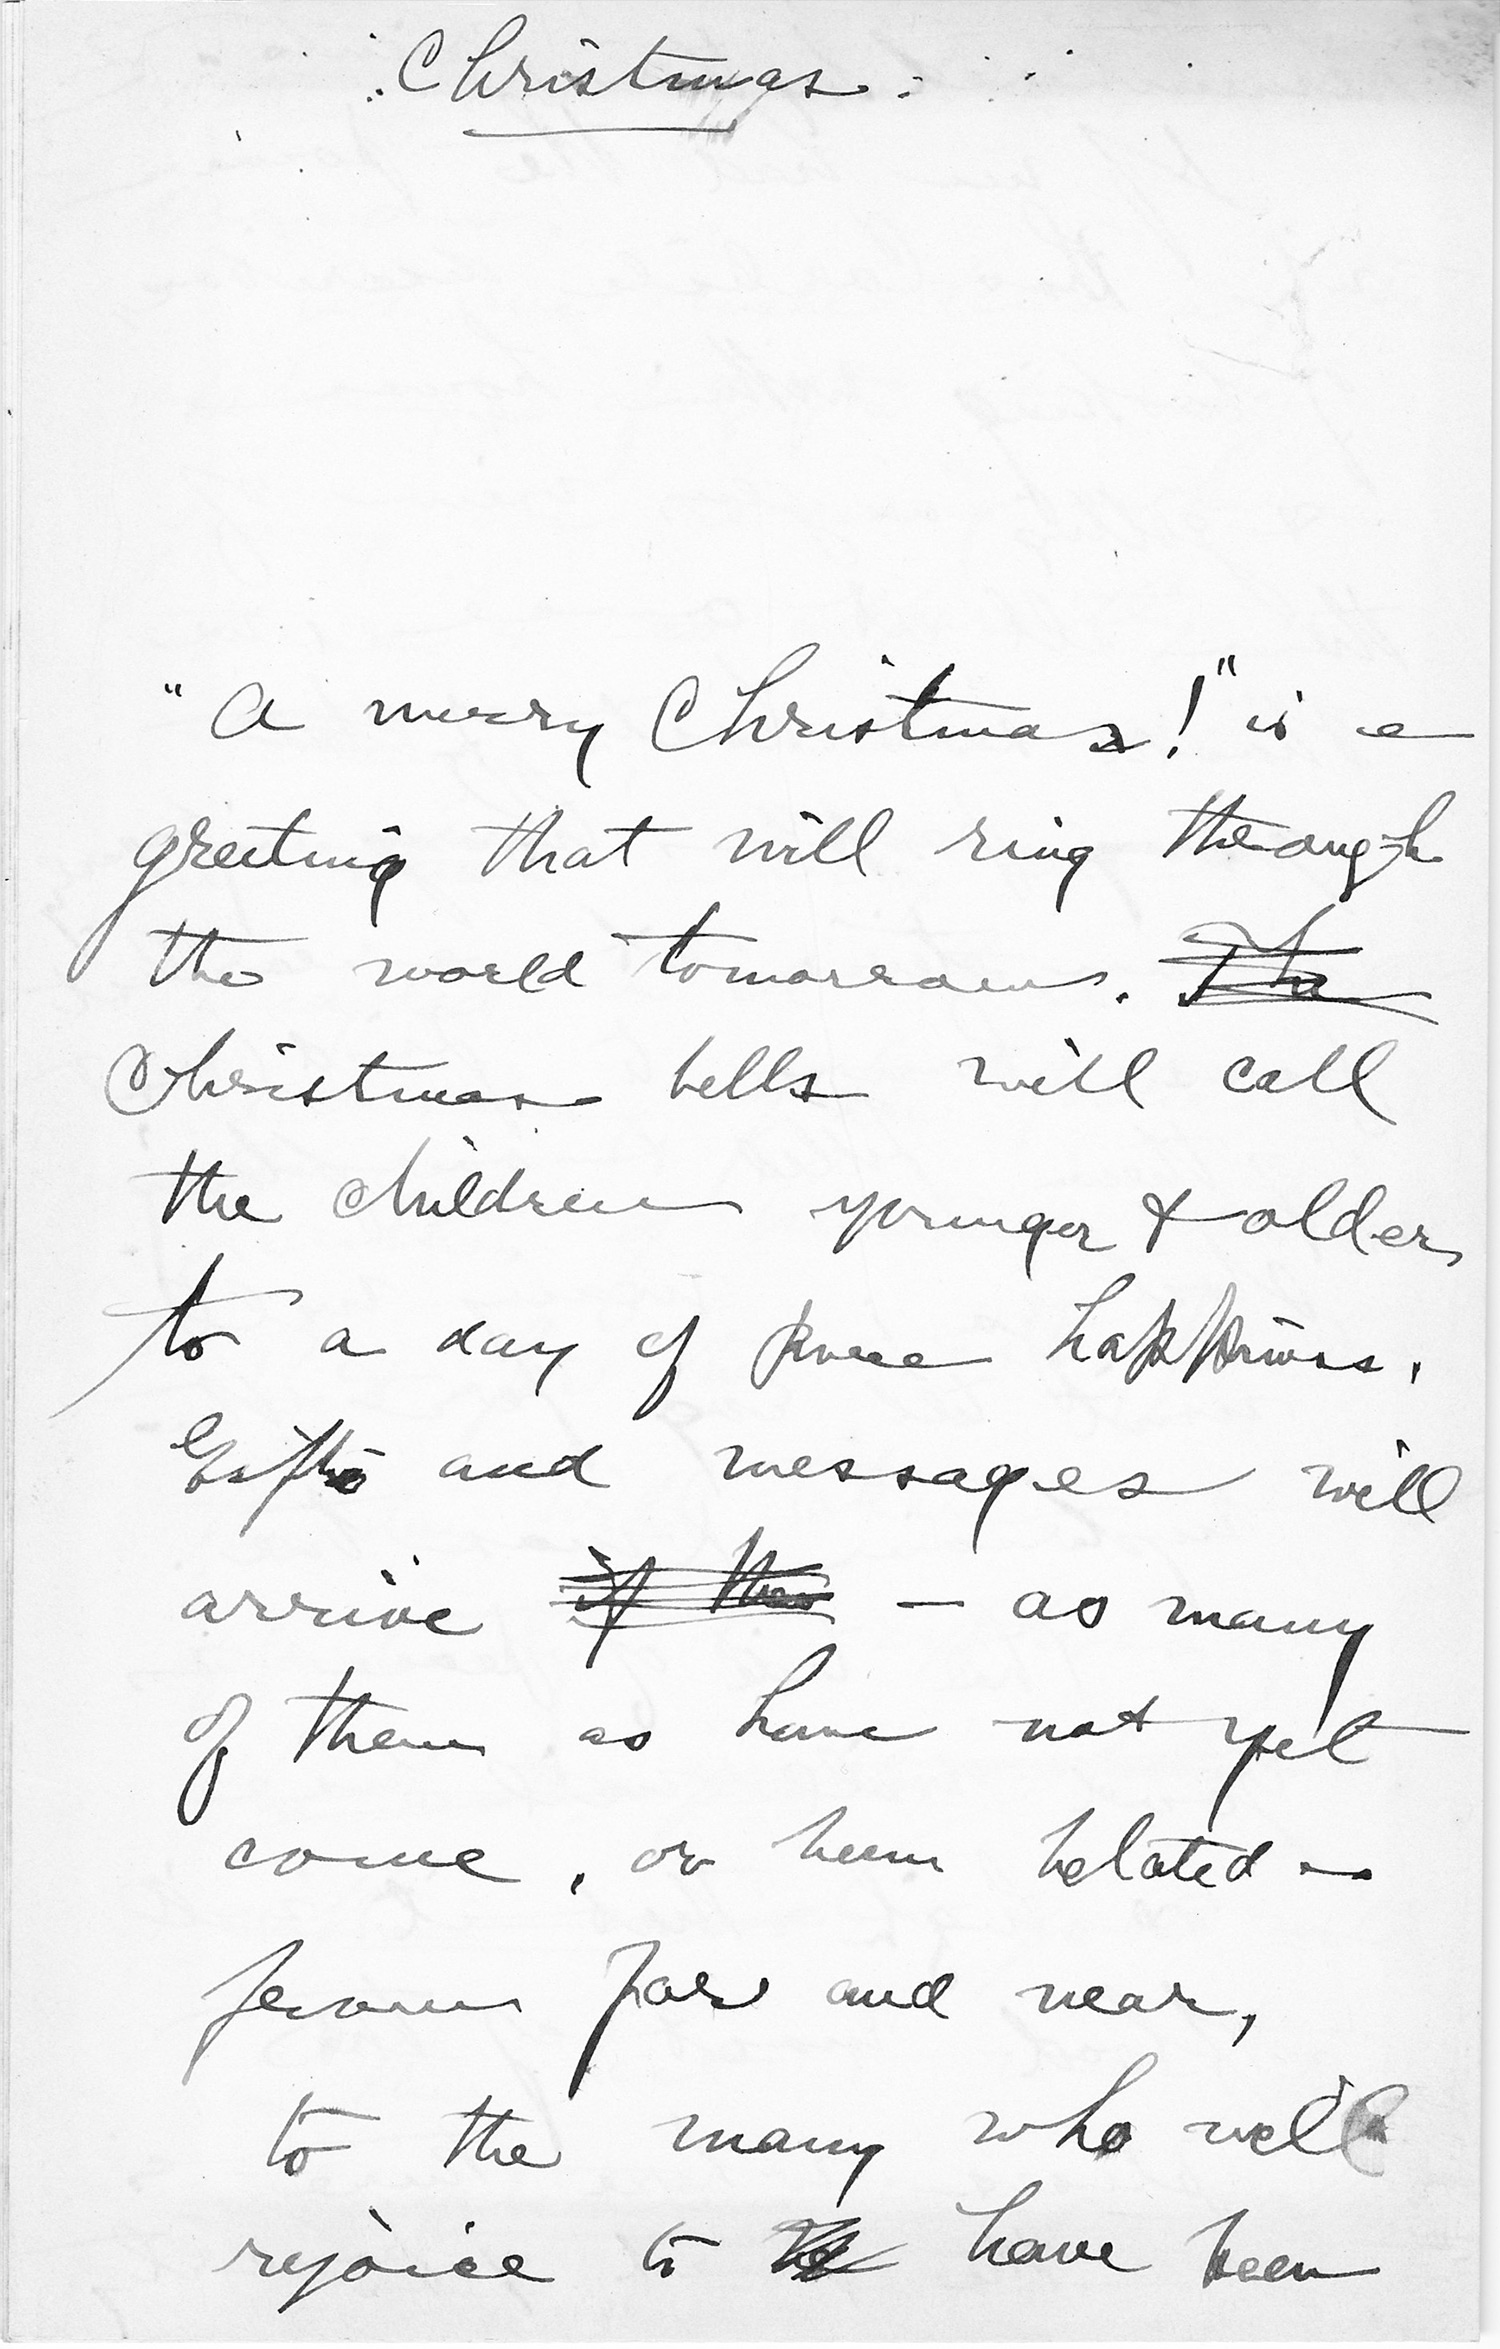 Christmas.
"A merry Christmas!" is a
greeting that will ring through
the world tomorrow. The
Christmas bells will call
the children younger & older,
to a day of pure happiness.
Gifts and messages will
arrive if the — as many
of them as have not yet
come, or been belated —
from far and near,
to the many who will
rejoice to be have been